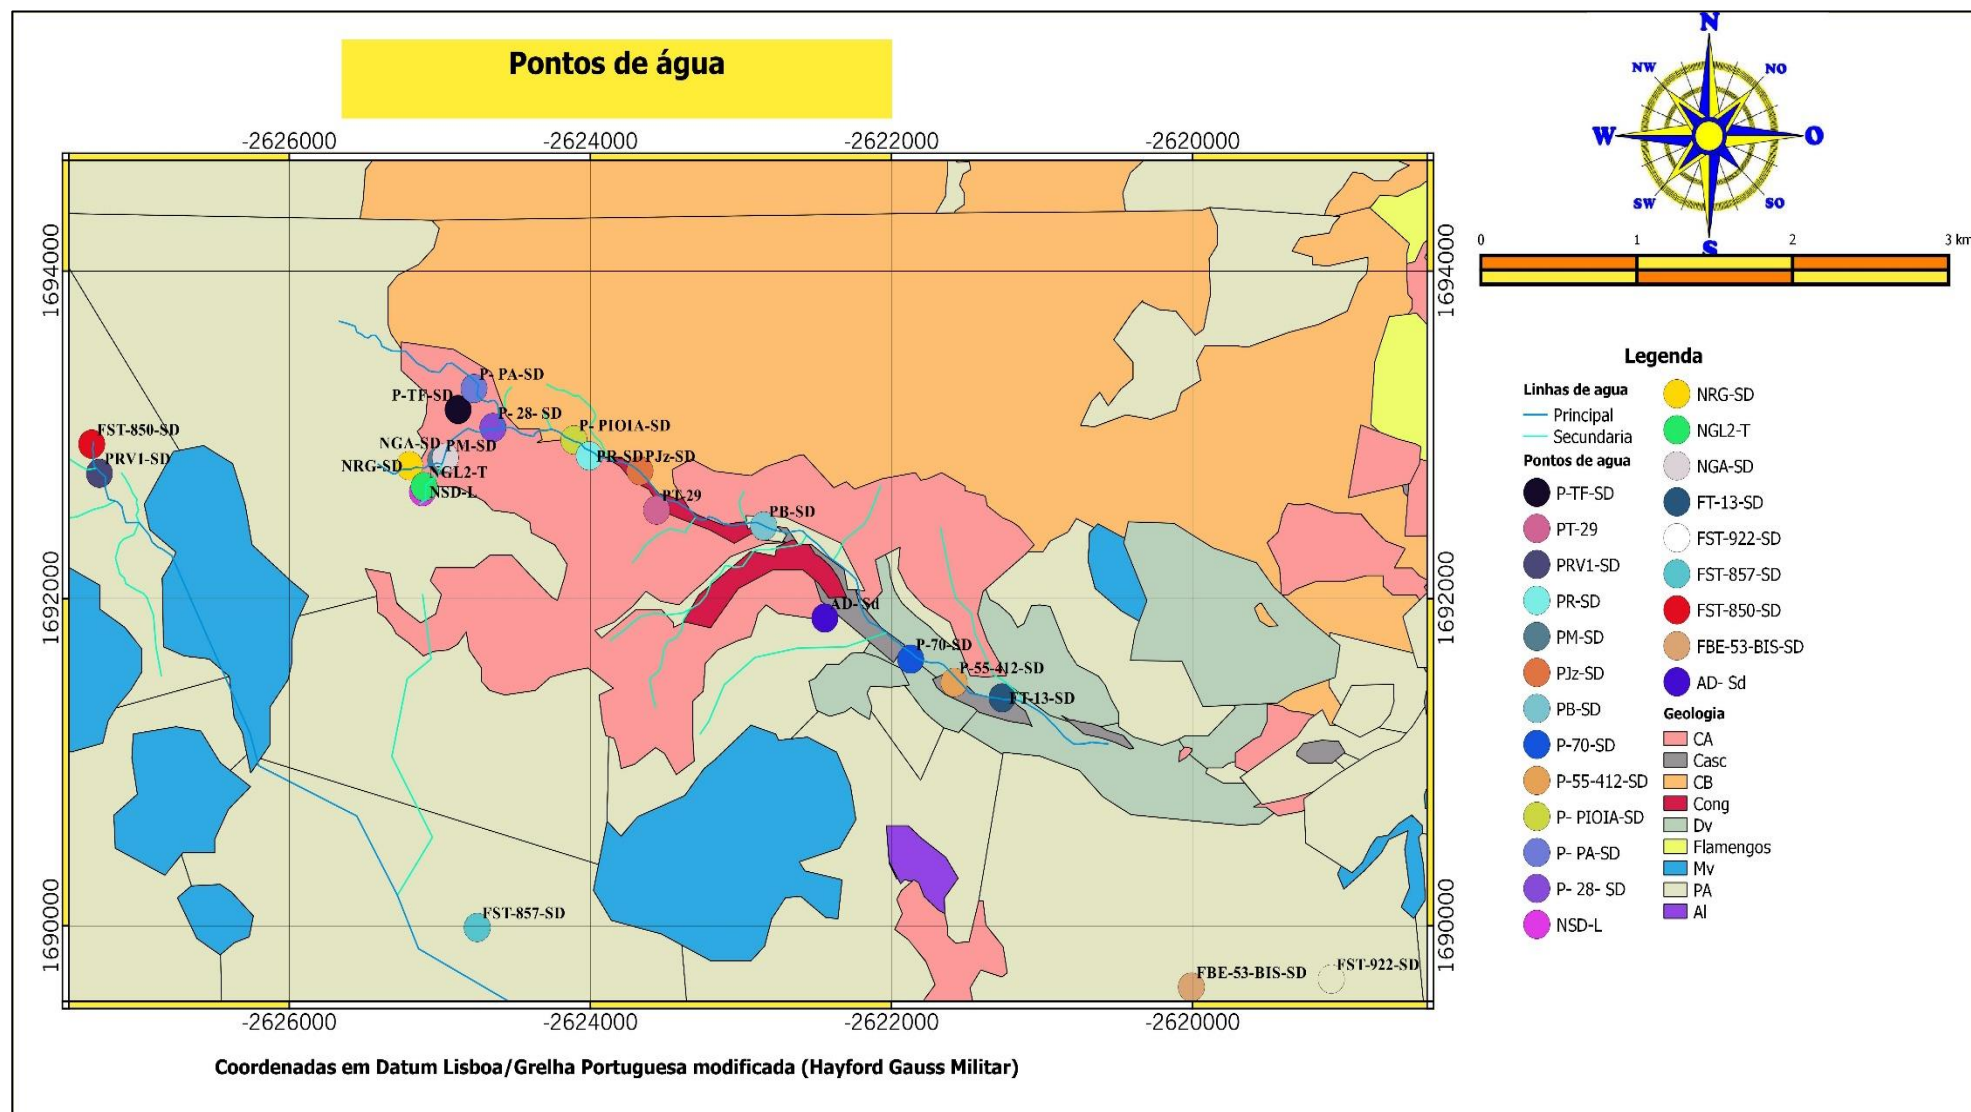 Pontos de água
N
NW
NO
W
O
SW
SO
S
0
1
2
3 km
-2626000
-2624000
-2622000
-2620000
1694000
1694000
P- PA-SD
P-TF-SD
P- 28- SD
P- PIOIA-SD
FST-850-SD
NGA-SD
PM-SD
PR-SD
PJz-SD
PRV1-SD
NRG-SD
NGL2-T
NSD-L
PT-29
PB-SD
1692000
1692000
AD- Sd
P-70-SD
P-55-412-SD
FT-13-SD
FST-857-SD
1690000
1690000
FBE-53-BIS-SD
FST-922-SD
-2626000
-2624000
-2622000
-2620000
Coordenadas em Datum Lisboa/Grelha Portuguesa modificada (Hayford Gauss Militar)
Legenda
Linhas de agua
Principal
Secundaria
Pontos de agua
P-TF-SD
PT-29
PRV1-SD
PR-SD
PM-SD
PJz-SD
PB-SD
P-70-SD
P-55-412-SD
P- PIOIA-SD
P- PA-SD
P- 28- SD
NSD-L
NRG-SD
NGL2-T
NGA-SD
FT-13-SD
FST-922-SD
FST-857-SD
FST-850-SD
FBE-53-BIS-SD
AD- Sd
Geologia
CA
Casc
CB
Cong
Dv
Flamengos
Mv
PA
Al